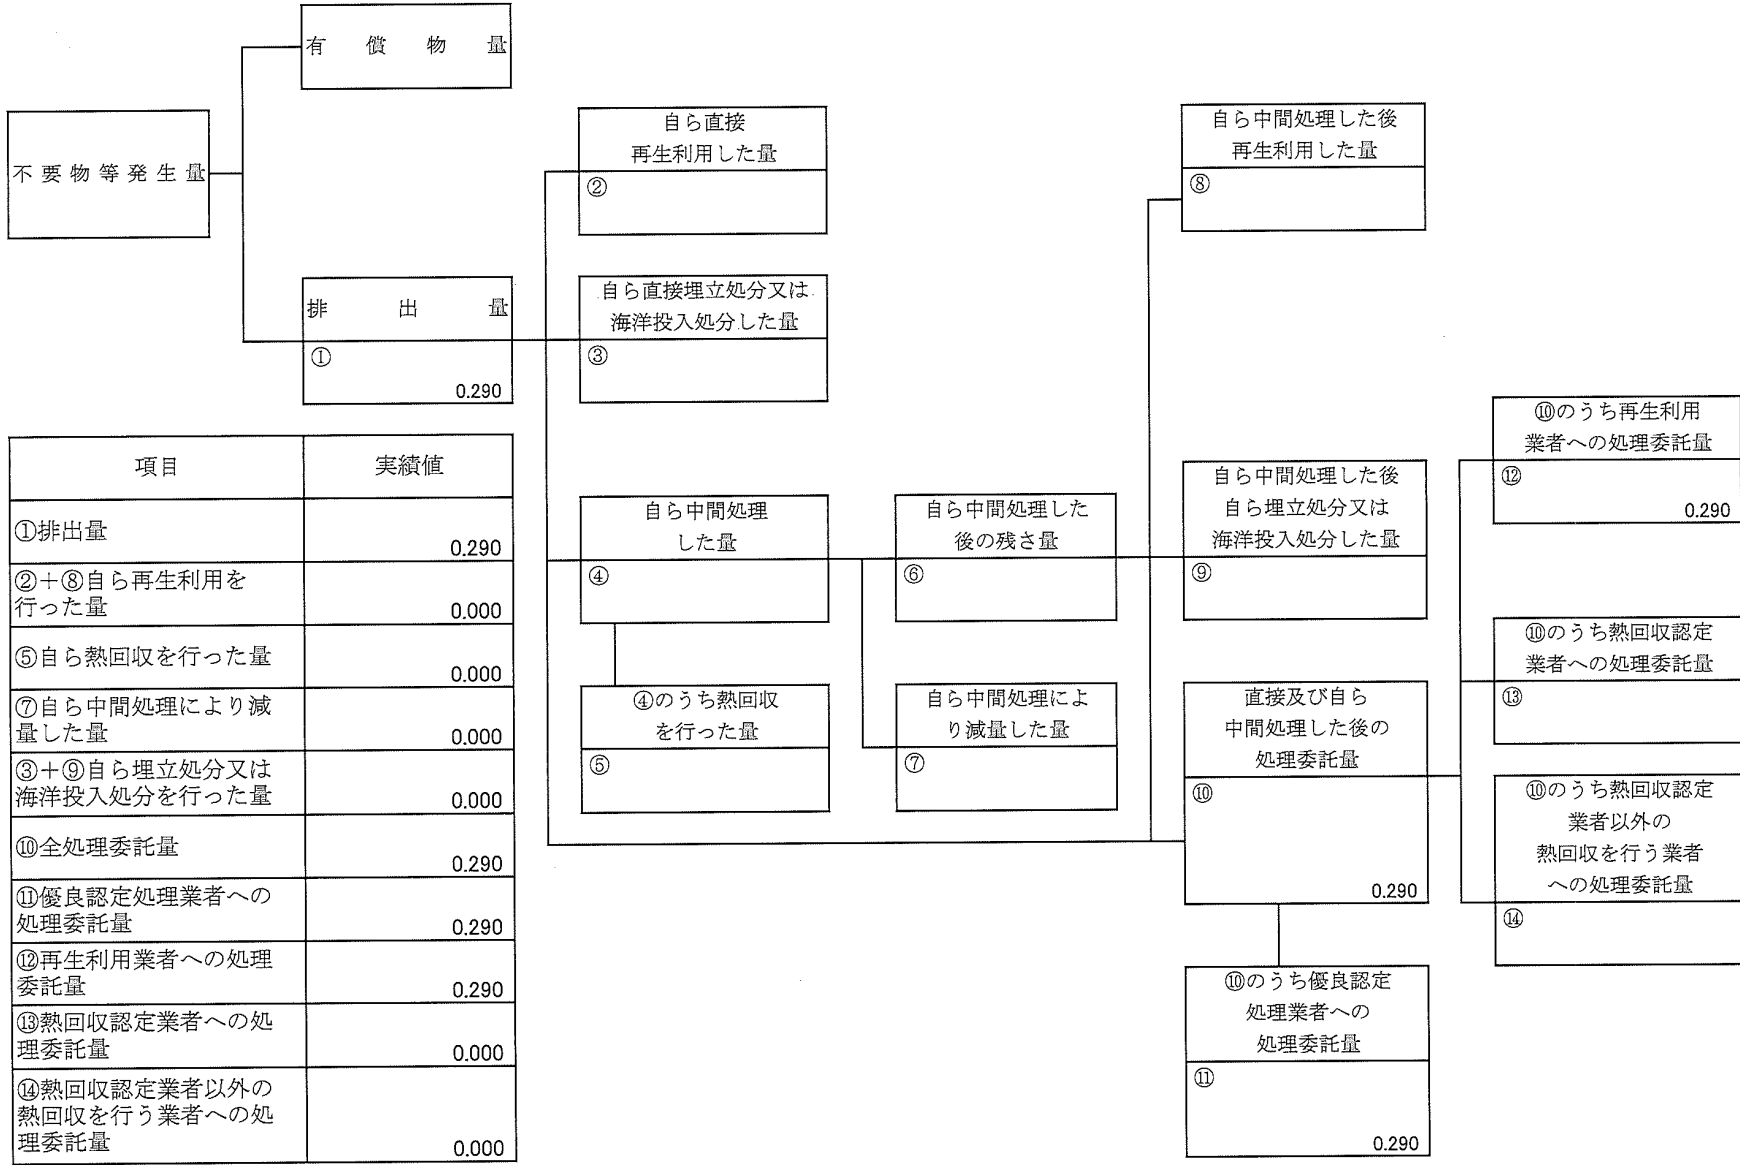 有償物量
不要物等発生量
排出量
①
0.290
自ら直接
再生利用した量
②
自ら直接埋立処分又は
海洋投入処分した量
③
自ら中間処理
した量
④
④のうち熱回収
を行った量
⑤
自ら中間処理した
後の残さ量
⑥
自ら中間処理によ
り減量した量
⑦
自ら中間処理した後
再生利用した量
⑧
自ら中間処理した後
自ら埋立処分又は
海洋投入処分した量
⑨
直接及び自ら
中間処理した後の
処理委託量
⑩
0.290
⑩のうち優良認定
処理業者への
処理委託量
⑪
0.290
⑩のうち再生利用
業者への処理委託量
⑫
0.290
⑩のうち熱回収認定
業者への処理委託量
⑬
⑩のうち熱回収認定
業者以外の
熱回収を行う業者
への処理委託量
⑭
項目 実績値
①排出量
0.290
②+⑧自ら再生利用を
行った量
0.000
⑤自ら熱回収を行った量
0.000
⑦自ら中間処理により減
量した量
0.000
③+⑨自ら埋立処分又は
海洋投入処分を行った量
0.000
⑩全処理委託量
0.290
⑪優良認定処理業者への
処理委託量
0.290
⑫再生利用業者への処理
委託量
0.290
⑬熱回収認定業者への処
理委託量
0.000
⑭熱回収認定業者以外の
熱回収を行う業者への処
理委託量
0.000